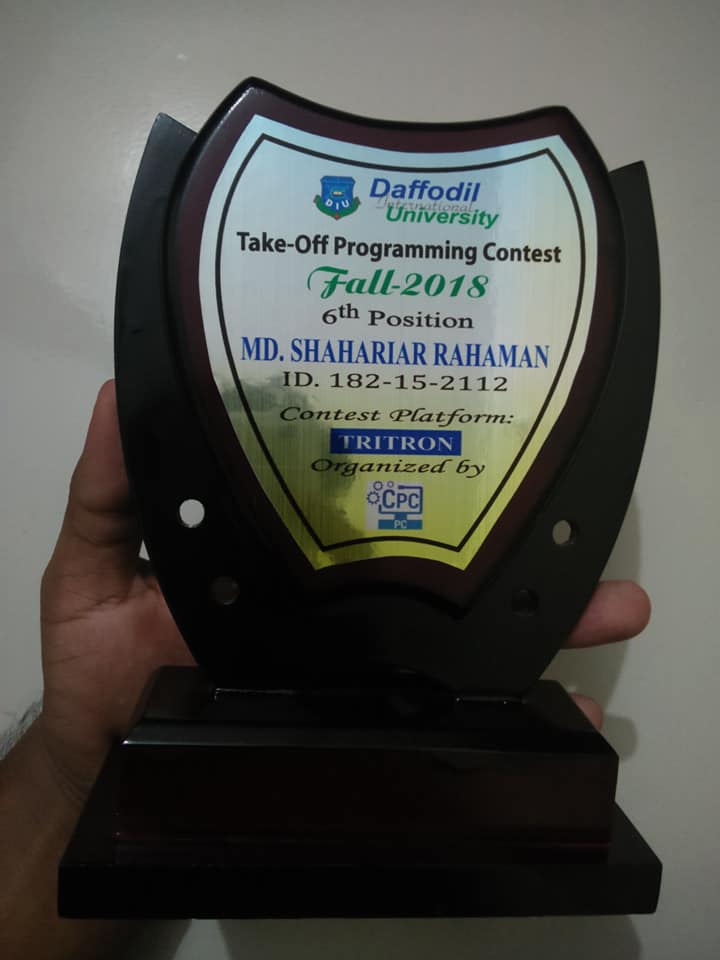 DIU
Daffodil
International
University
Take-Off Programming Contest
Fall-2018
6th Position
MD. SHAHARIAR RAHAMAN
ID. 182-15-2112
Contest Platform:
TRITRON
Organized by
CPC
PC